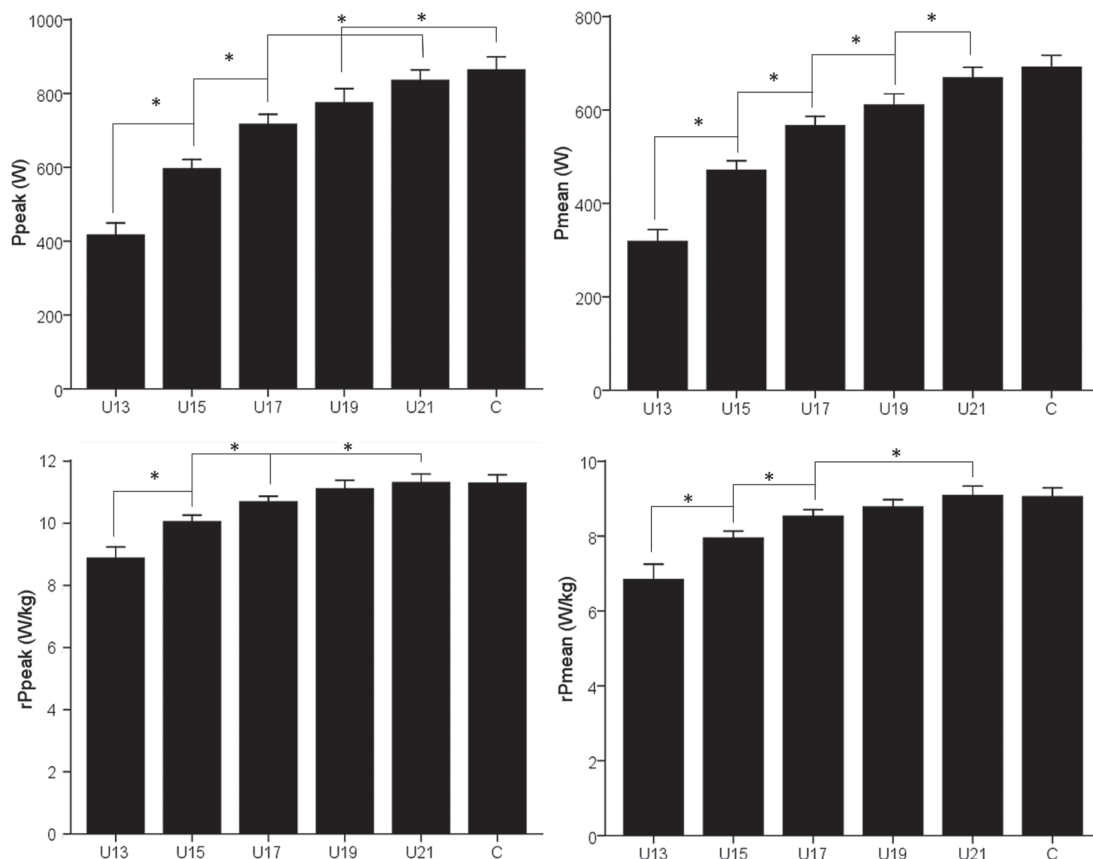 Ppeak (W)
1000
800
600
400
200
0
* * * *
U13 U15 U17 U19 U21 C
Pmean (W)
800
600
400
200
0
* * * *
U13 U15 U17 U19 U21 C
rPpeak (W/kg)
12
10
8
6
4
2
0
* * *
U13 U15 U17 U19 U21 C
rPmean (W/kg)
10
8
6
4
2
0
* * *
U13 U15 U17 U19 U21 C